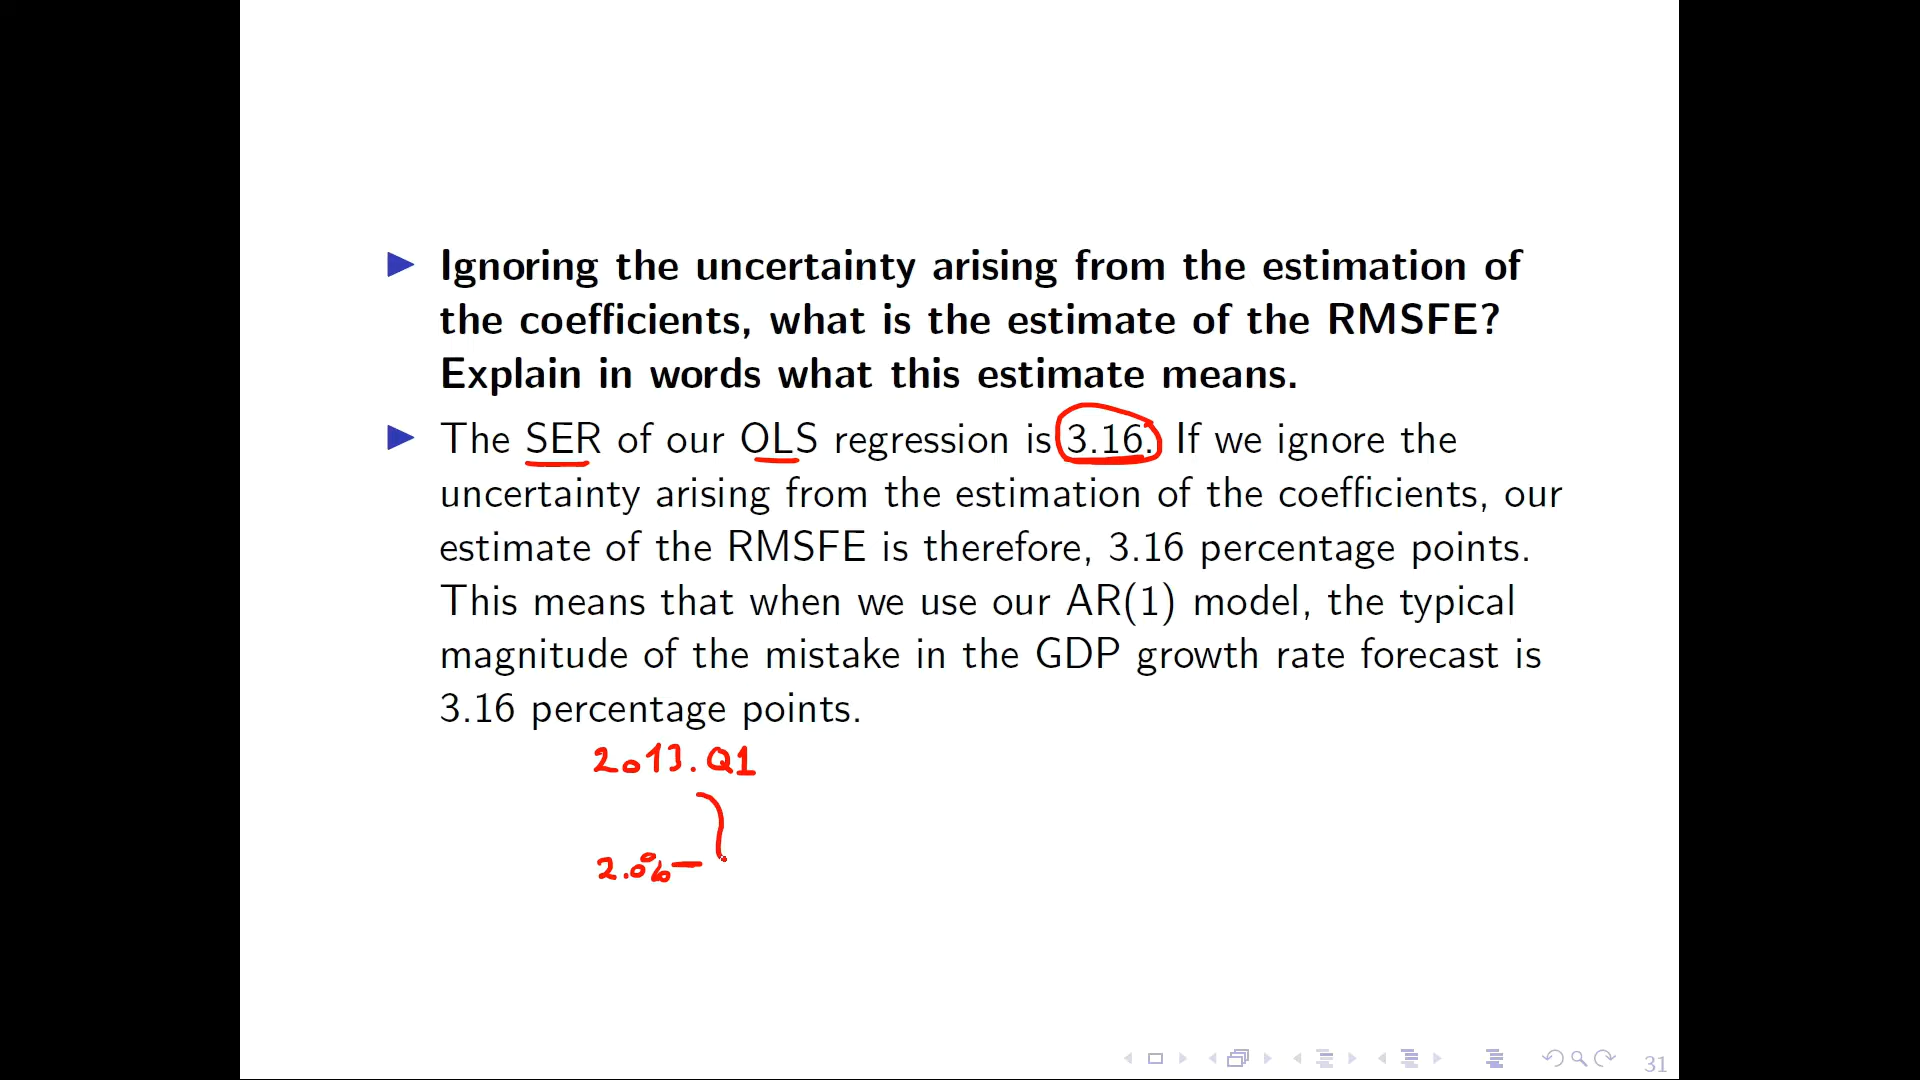 Ignoring the uncertainty arising from the estimation of
the coefficients, what is the estimate of the RMSFE?
Explain in words what this estimate means.
The SER of our OLS regression is 3.16. If we ignore the
uncertainty arising from the estimation of the coefficients, our
estimate of the RMSFE is therefore, 3.16 percentage points.
This means that when we use our AR(1) model, the typical
magnitude of the mistake in the GDP growth rate forecast is
3.16 percentage points.
2013.Q1
2.0% –
31